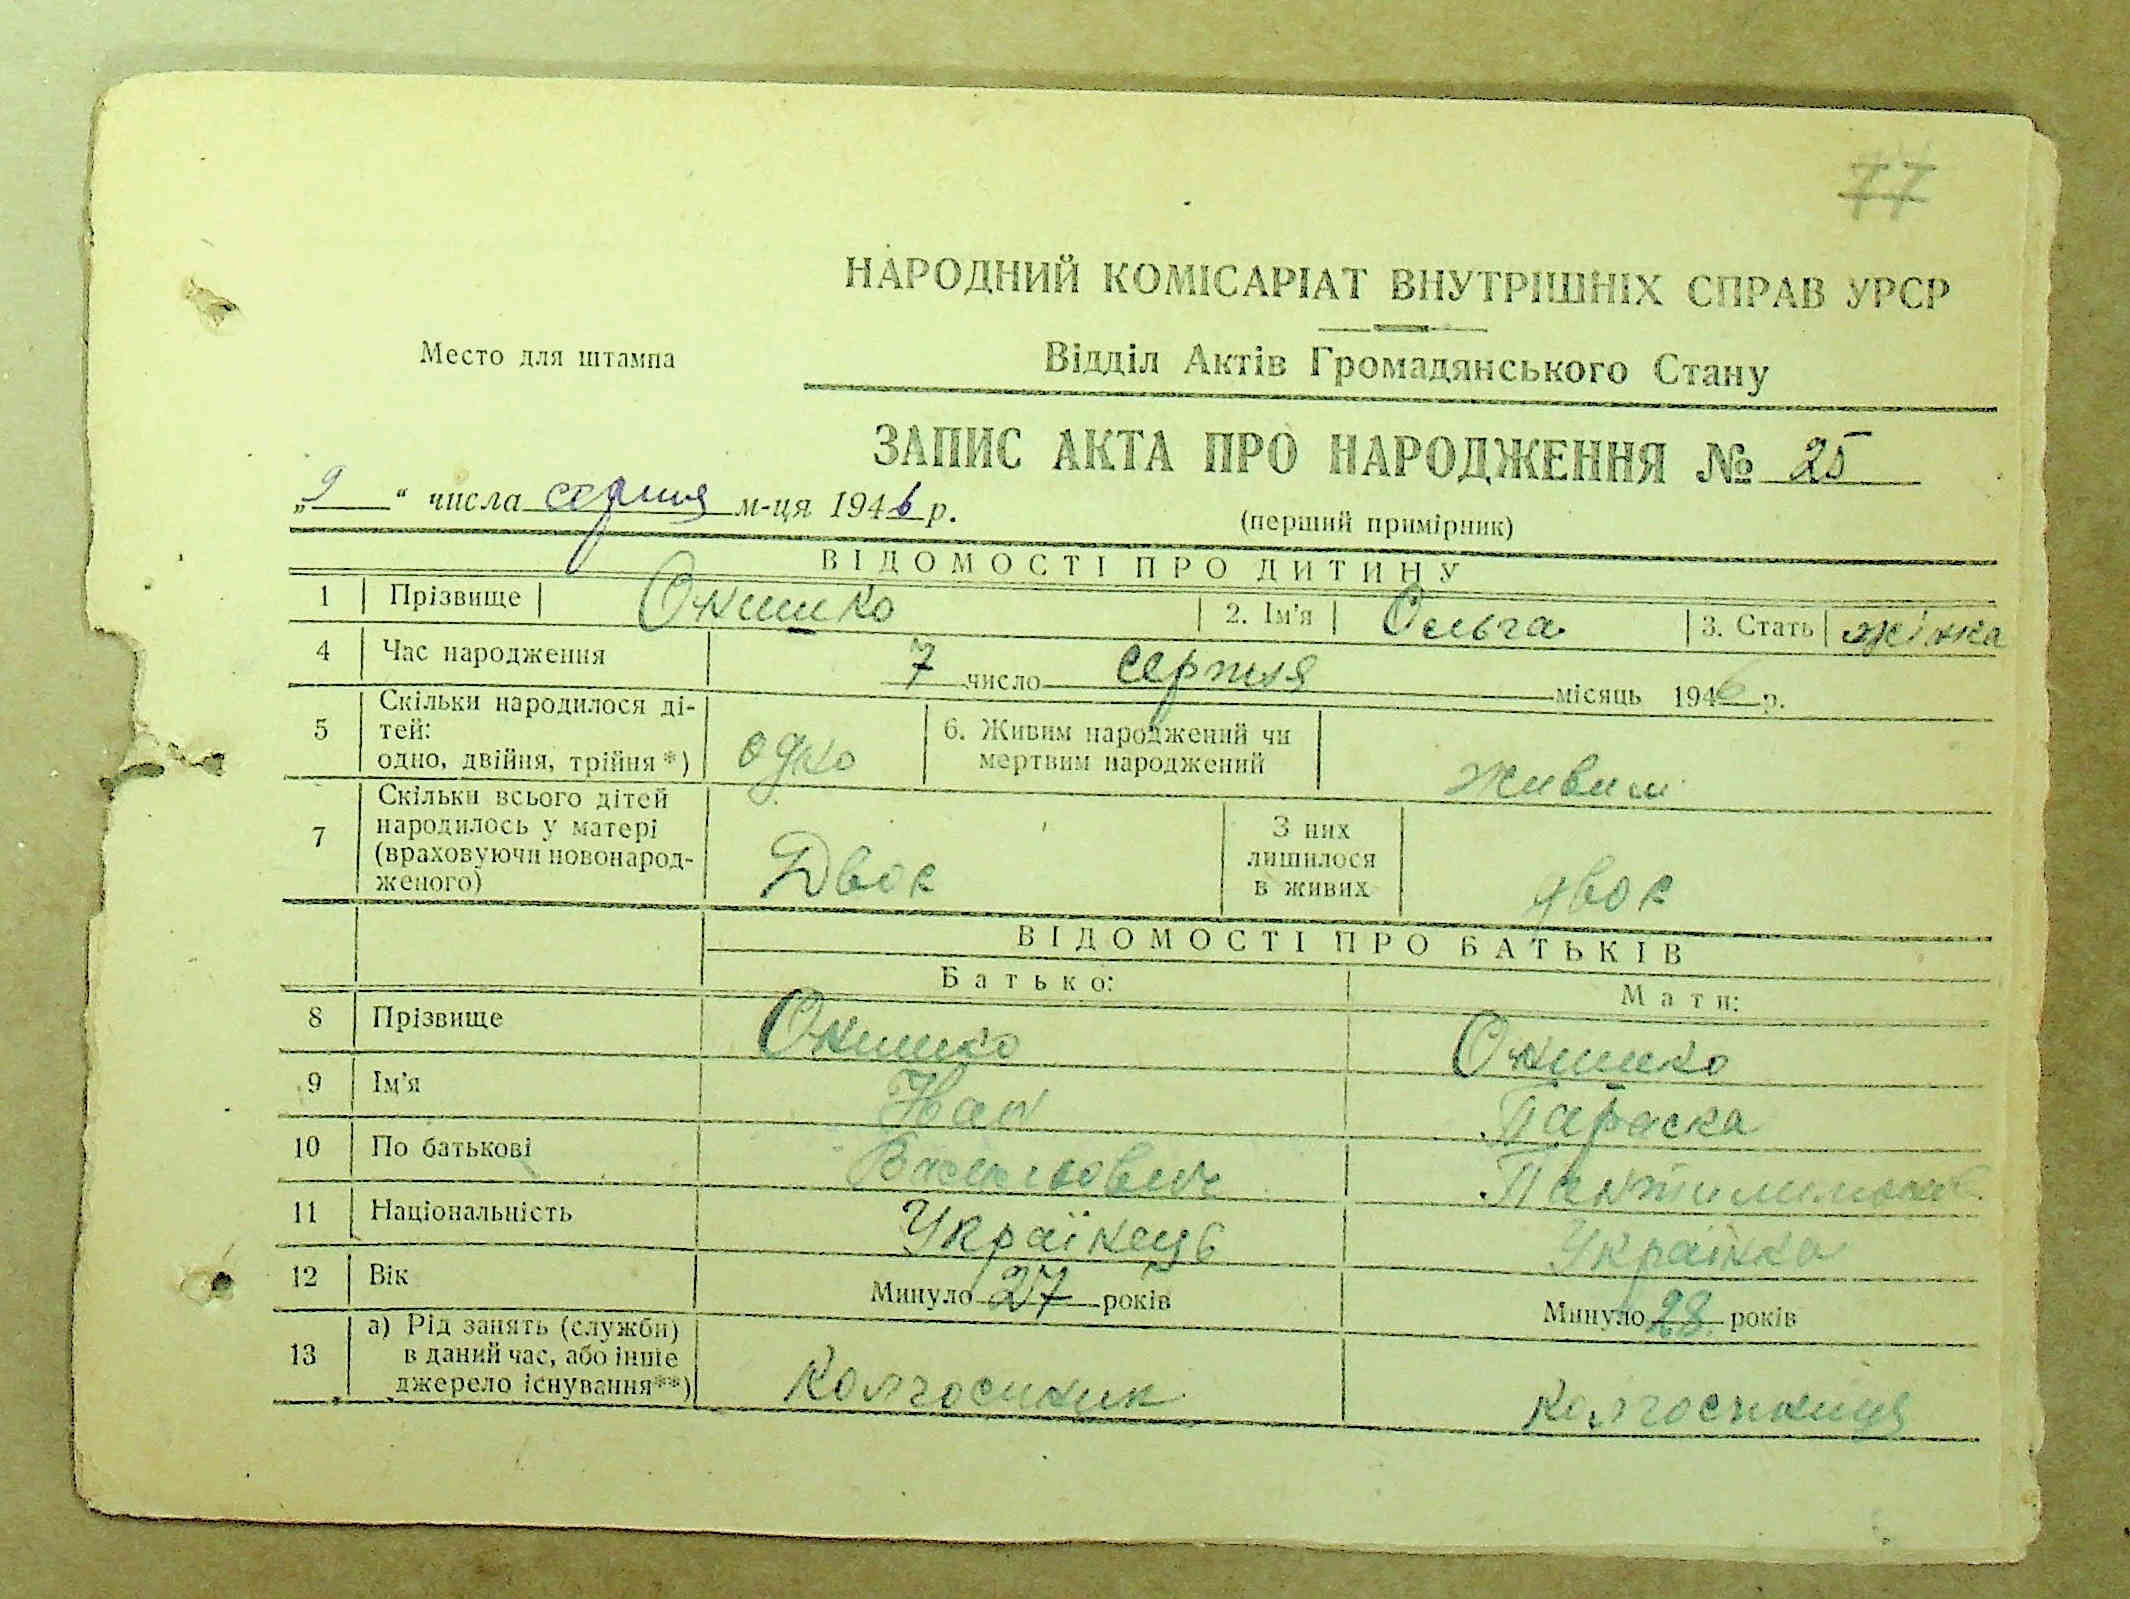 77
НАРОДНИЙ КОМІСАРІАТ ВНУТРІШНІХ СПРАВ УРСР
Место для штампа
Відділ Актів Громадянського Стану
ЗАПИС АКТА ПРО НАРОДЖЕННЯ № 25
„9“ числа серпня м-ця 1946 р.
(перший примірник)
ВІДОМОСТІ ПРО ДИТИНУ
1 Прізвище Онишко 2. Ім'я Ольга 3. Стать жінка
4 Час народження 7 число серпня місяць 1946 р.
5 Скільки народилося ді-
тей:
одно, двійня, трійня*) одно 6. Живим народжений чи
мертвим народжений живим
7 Скільки всього дітей
народилось у матері
(враховуючи новонарод-
женого) Двоє З них
лишилося
в живих двоє
ВІДОМОСТІ ПРО БАТЬКІВ
Батько: Мати:
8 Прізвище Онишко Онишко
9 Ім'я Параска
10 По батькові Васильович
11 Національність Українець Українка
12 Вік Минуло 27 років Минуло 28 років
13 а) Рід занять (служби)
в даний час, або інше
джерело існування**) Колгоспник колгоспниця